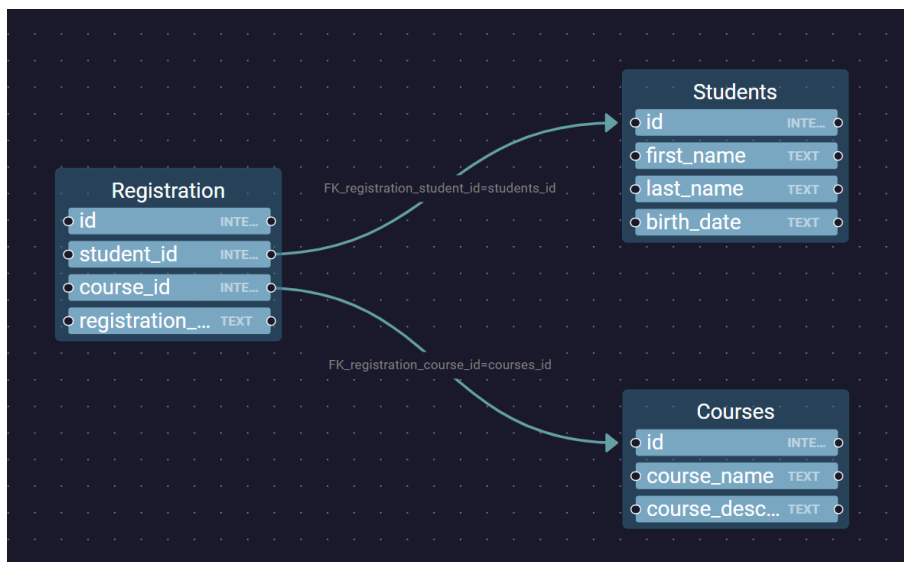 Registration
id INTE...
student_id INTE...
course_id INTE...
registration_... TEXT
FK_registration_student_id=students_id
FK_registration_course_id=courses_id
Students
id INTE...
first_name TEXT
last_name TEXT
birth_date TEXT
Courses
id INTE...
course_name TEXT
course_desc... TEXT